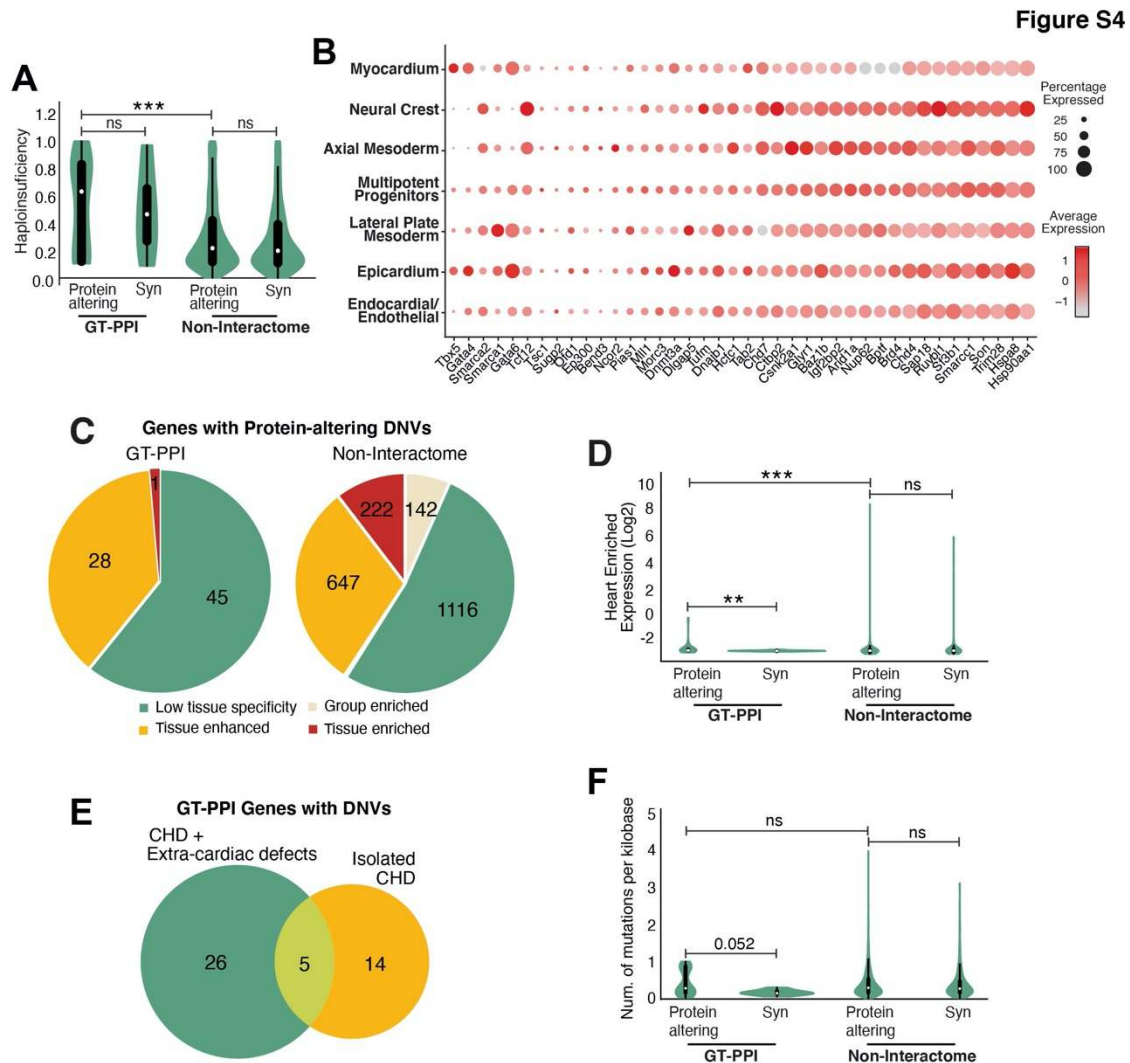 Figure S4
A
***
ns
ns
Haploinsuficiency
1.2
1.0
0.8
0.6
0.4
0.2
0.0
Protein altering
Syn
Protein altering
Syn
GT-PPI
Non-Interactome
B
Myocardium
Neural Crest
Axial Mesoderm
Multipotent
Progenitors
Lateral Plate
Mesoderm
Epicardium
Endocardial/
Endothelial
Tbx5
Gata4
Smarca2
Smarca1
Gata6
Tcf12
Tsc1
Sugp2
Ofd1
Ep300
Bend3
Ncor2
Pias1
Mll1
Morc3
Dnmt3a
Dlgap5
Tufm
Dnajb1
Hcfc1
Tab2
Chd7
Ctbp2
Csnk2a1
Glyr1
Baz1b
Igf2bp2
Arid1a
Nup62
Bptf
Brd4
Chd4
Sap18
Ruvbl1
Sf3b1
Smarcc1
Son
Trim28
Hspa8
Hsp90aa1
Percentage
Expressed
25
50
75
100
Average
Expression
1
0
−1
C
Genes with Protein-altering DNVs
GT-PPI
Non-Interactome
1
28
45
222
142
647
1116
Low tissue specificity
Group enriched
Tissue enhanced
Tissue enriched
D
***
ns
**
Heart Enriched
Expression (Log2)
10
8
6
4
2
0
-2
Protein
altering
Syn
Protein
altering
Syn
GT-PPI
Non-Interactome
E
GT-PPI Genes with DNVs
CHD +
Extra-cardiac defects
Isolated
CHD
26
5
14
F
ns
ns
0.052
Num. of mutations per kilobase
5
4
3
2
1
0
Protein
altering
Syn
Protein
altering
Syn
GT-PPI
Non-Interactome